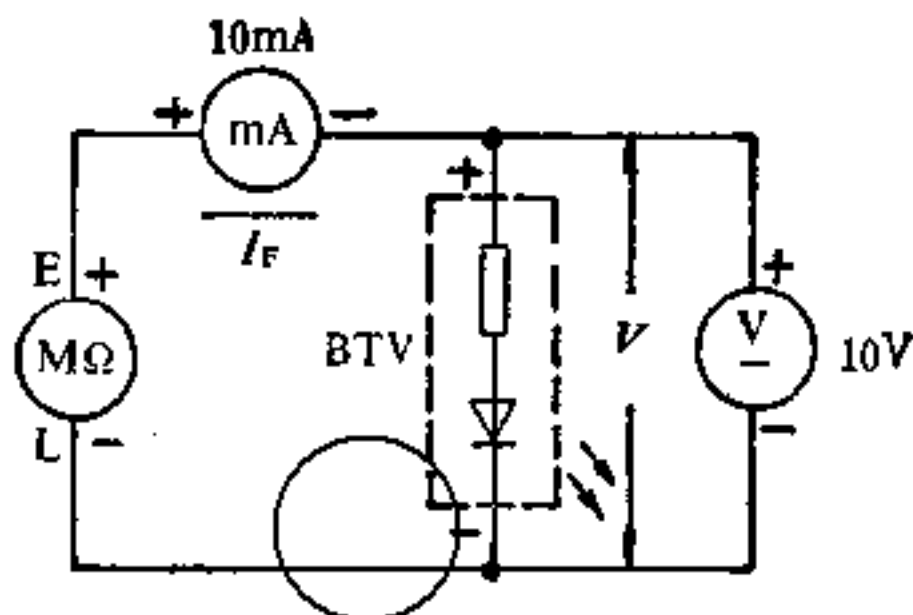 10mA
+ mA −
I_F
E +
MΩ
L −
+
BTV
−
V
+
V
−
10V
−